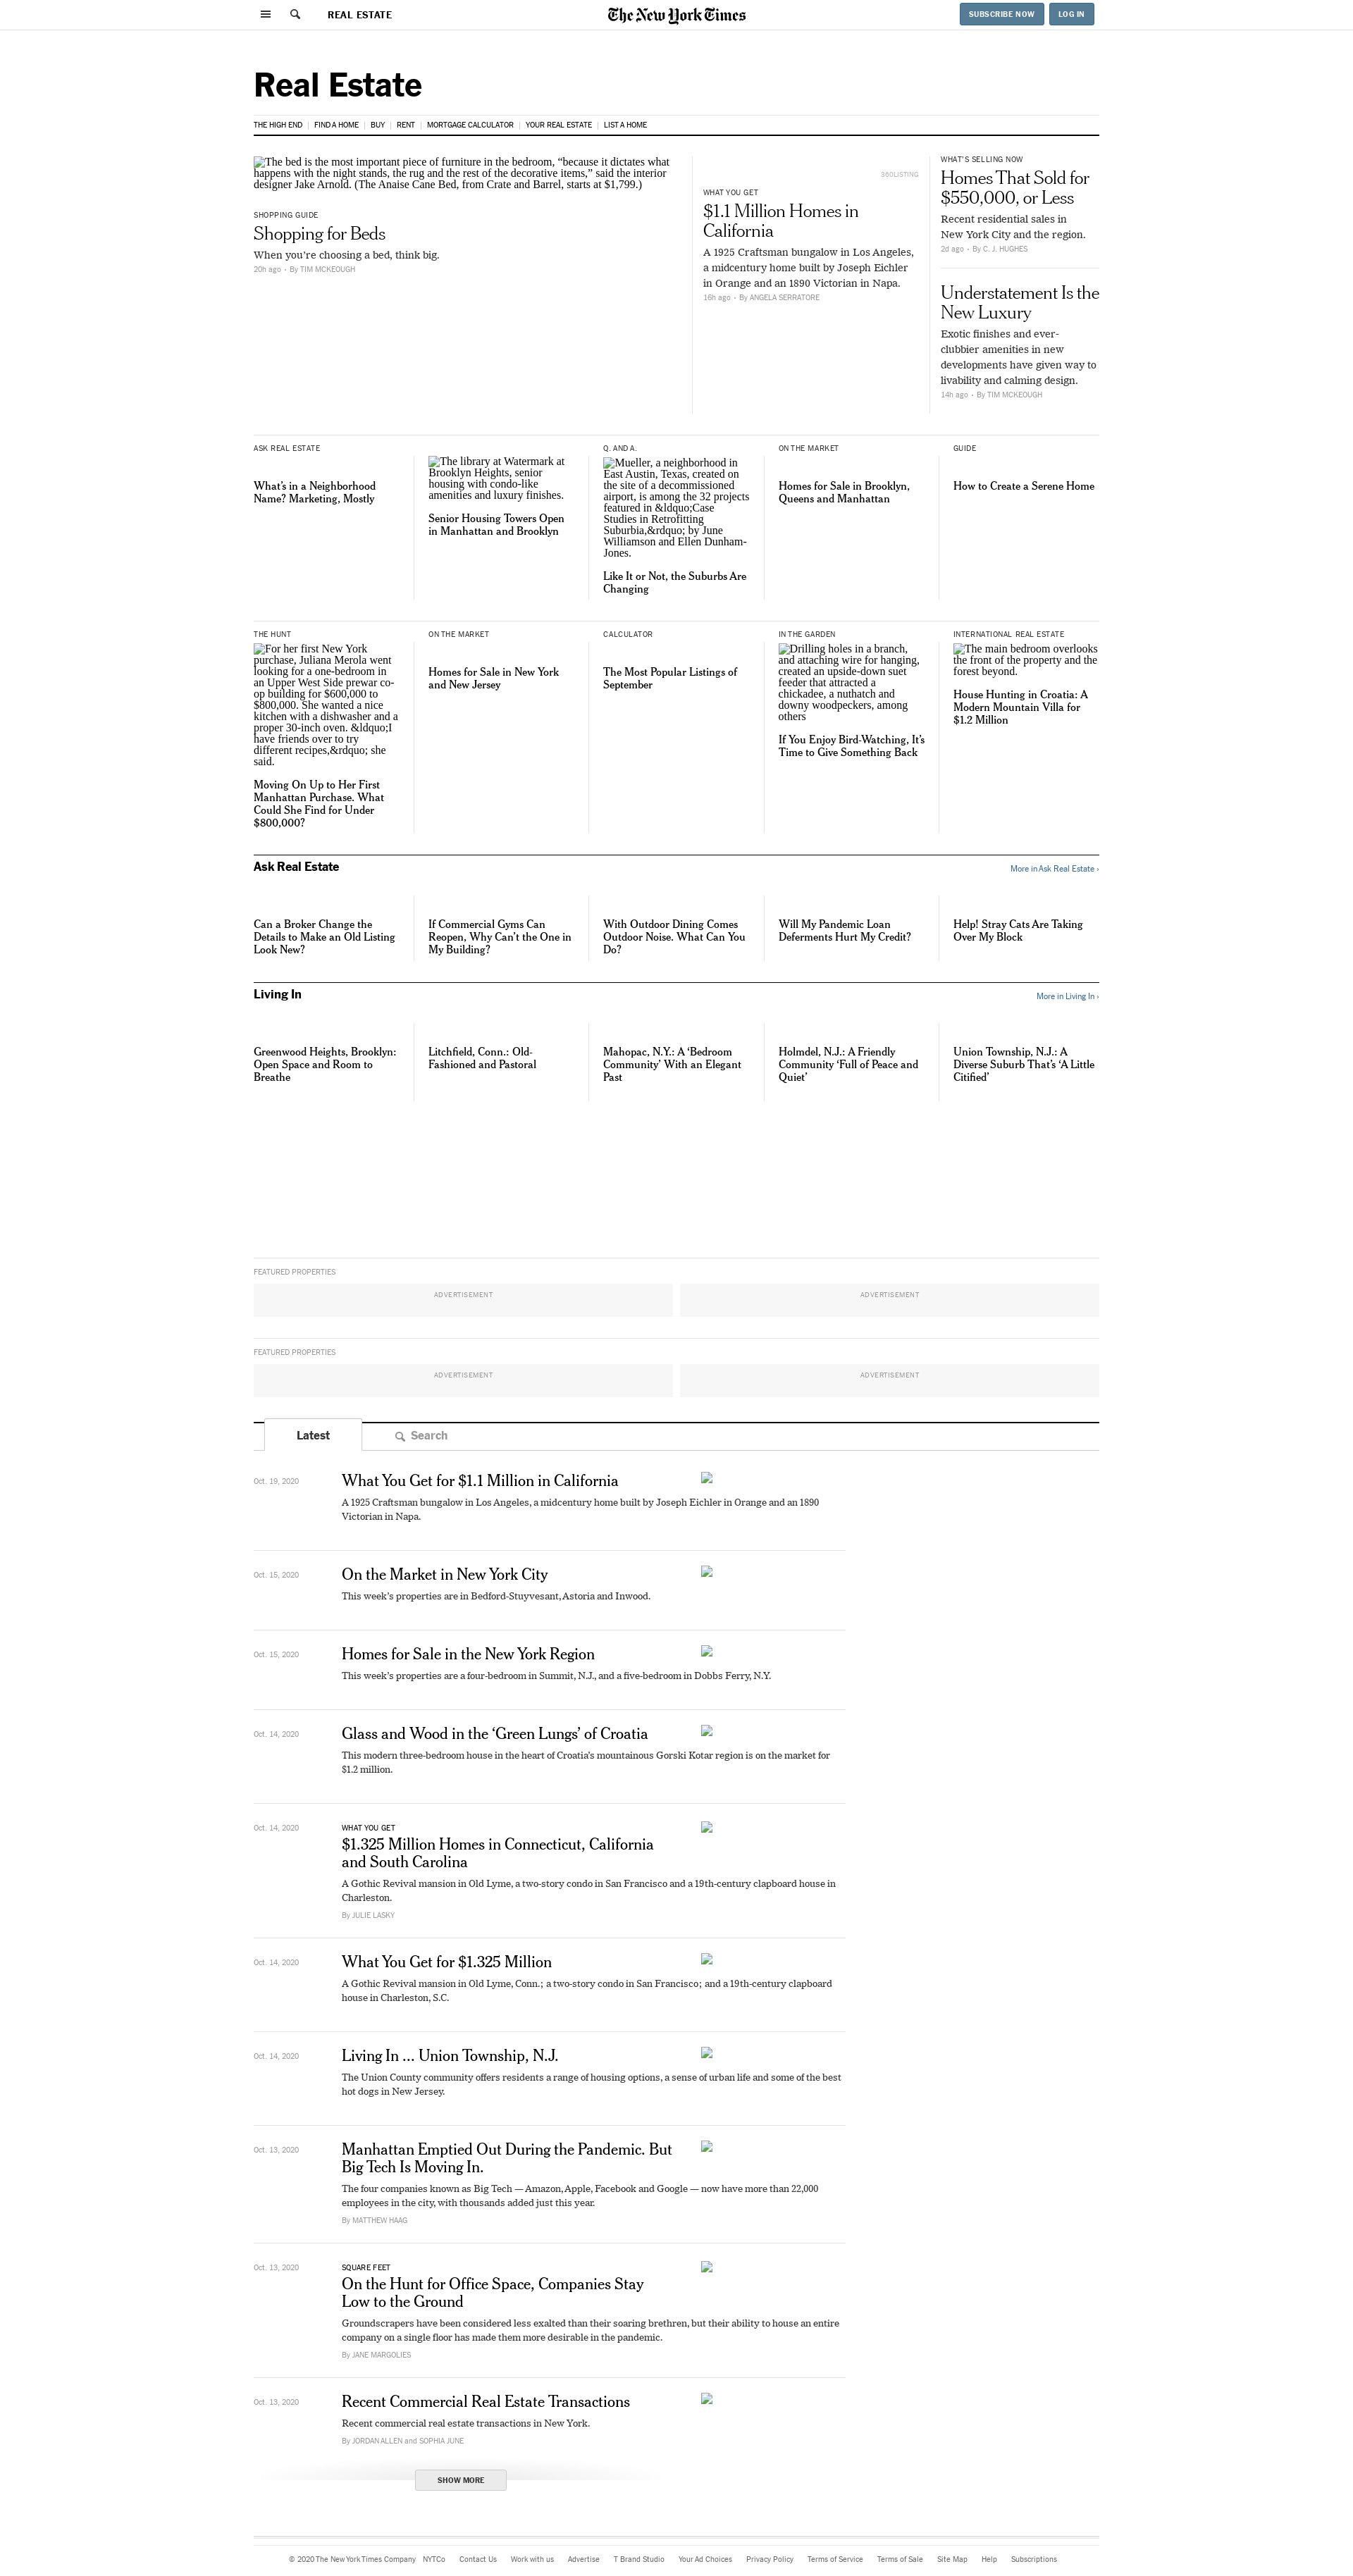 REAL ESTATE
The New York Times
SUBSCRIBE NOW
LOG IN
Real Estate
THE HIGH END
FIND A HOME
BUY
RENT
MORTGAGE CALCULATOR
YOUR REAL ESTATE
LIST A HOME
The bed is the most important piece of furniture in the bedroom, “because it dictates what
happens with the night stands, the rug and the rest of the decorative items,” said the interior
designer Jake Arnold. (The Anaise Cane Bed, from Crate and Barrel, starts at $1,799.)
SHOPPING GUIDE
Shopping for Beds
When you’re choosing a bed, think big.
20h ago - By TIM MCKEOUGH
360LISTING
WHAT YOU GET
$1.1 Million Homes in
California
A 1925 Craftsman bungalow in Los Angeles,
a midcentury home built by Joseph Eichler
in Orange and an 1890 Victorian in Napa.
16h ago - By ANGELA SERRATORE
WHAT’S SELLING NOW
Homes That Sold for
$550,000, or Less
Recent residential sales in
New York City and the region.
2d ago - By C. J. HUGHES
Understatement Is the
New Luxury
Exotic finishes and ever-
clubbier amenities in new
developments have given way to
livability and calming design.
14h ago - By TIM MCKEOUGH
ASK REAL ESTATE
What’s in a Neighborhood
Name? Marketing, Mostly
The library at Watermark at
Brooklyn Heights, senior
housing with condo-like
amenities and luxury finishes.
Senior Housing Towers Open
in Manhattan and Brooklyn
Q. AND A.
Mueller, a neighborhood in
East Austin, Texas, created on
the site of a decommissioned
airport, is among the 32 projects
featured in &ldquo;Case
Studies in Retrofitting
Suburbia,&rdquo; by June
Williamson and Ellen Dunham-
Jones.
Like It or Not, the Suburbs Are
Changing
ON THE MARKET
Homes for Sale in Brooklyn,
Queens and Manhattan
GUIDE
How to Create a Serene Home
THE HUNT
For her first New York
purchase, Juliana Merola went
looking for a one-bedroom in
an Upper West Side prewar co-
op building for $600,000 to
$800,000. She wanted a nice
kitchen with a dishwasher and a
proper 30-inch oven. &ldquo;I
have friends over to try
different recipes,&rdquo; she
said.
Moving On Up to Her First
Manhattan Purchase. What
Could She Find for Under
$800,000?
ON THE MARKET
Homes for Sale in New York
and New Jersey
CALCULATOR
The Most Popular Listings of
September
IN THE GARDEN
Drilling holes in a branch,
and attaching wire for hanging,
created an upside-down suet
feeder that attracted a
chickadee, a nuthatch and
downy woodpeckers, among
others
If You Enjoy Bird-Watching, It’s
Time to Give Something Back
INTERNATIONAL REAL ESTATE
The main bedroom overlooks
the front of the property and the
forest beyond.
House Hunting in Croatia: A
Modern Mountain Villa for
$1.2 Million
Ask Real Estate
More in Ask Real Estate ›
Can a Broker Change the
Details to Make an Old Listing
Look New?
If Commercial Gyms Can
Reopen, Why Can’t the One in
My Building?
With Outdoor Dining Comes
Outdoor Noise. What Can You
Do?
Will My Pandemic Loan
Deferments Hurt My Credit?
Help! Stray Cats Are Taking
Over My Block
Living In
More in Living In ›
Greenwood Heights, Brooklyn:
Open Space and Room to
Breathe
Litchfield, Conn.: Old-
Fashioned and Pastoral
Mahopac, N.Y.: A ‘Bedroom
Community’ With an Elegant
Past
Holmdel, N.J.: A Friendly
Community ‘Full of Peace and
Quiet’
Union Township, N.J.: A
Diverse Suburb That’s ‘A Little
Citified’
FEATURED PROPERTIES
ADVERTISEMENT
ADVERTISEMENT
FEATURED PROPERTIES
ADVERTISEMENT
ADVERTISEMENT
Latest
Search
Oct. 19, 2020
What You Get for $1.1 Million in California
A 1925 Craftsman bungalow in Los Angeles, a midcentury home built by Joseph Eichler in Orange and an 1890
Victorian in Napa.
Oct. 15, 2020
On the Market in New York City
This week’s properties are in Bedford-Stuyvesant, Astoria and Inwood.
Oct. 15, 2020
Homes for Sale in the New York Region
This week’s properties are a four-bedroom in Summit, N.J., and a five-bedroom in Dobbs Ferry, N.Y.
Oct. 14, 2020
Glass and Wood in the ‘Green Lungs’ of Croatia
This modern three-bedroom house in the heart of Croatia’s mountainous Gorski Kotar region is on the market for
$1.2 million.
Oct. 14, 2020
WHAT YOU GET
$1.325 Million Homes in Connecticut, California
and South Carolina
A Gothic Revival mansion in Old Lyme, a two-story condo in San Francisco and a 19th-century clapboard house in
Charleston.
By JULIE LASKY
Oct. 14, 2020
What You Get for $1.325 Million
A Gothic Revival mansion in Old Lyme, Conn.; a two-story condo in San Francisco; and a 19th-century clapboard
house in Charleston, S.C.
Oct. 14, 2020
Living In ... Union Township, N.J.
The Union County community offers residents a range of housing options, a sense of urban life and some of the best
hot dogs in New Jersey.
Oct. 13, 2020
Manhattan Emptied Out During the Pandemic. But
Big Tech Is Moving In.
The four companies known as Big Tech — Amazon, Apple, Facebook and Google — now have more than 22,000
employees in the city, with thousands added just this year.
By MATTHEW HAAG
Oct. 13, 2020
SQUARE FEET
On the Hunt for Office Space, Companies Stay
Low to the Ground
Groundscrapers have been considered less exalted than their soaring brethren, but their ability to house an entire
company on a single floor has made them more desirable in the pandemic.
By JANE MARGOLIES
Oct. 13, 2020
Recent Commercial Real Estate Transactions
Recent commercial real estate transactions in New York.
By JORDAN ALLEN and SOPHIA JUNE
SHOW MORE
© 2020 The New York Times Company
NYTCo
Contact Us
Work with us
Advertise
T Brand Studio
Your Ad Choices
Privacy Policy
Terms of Service
Terms of Sale
Site Map
Help
Subscriptions